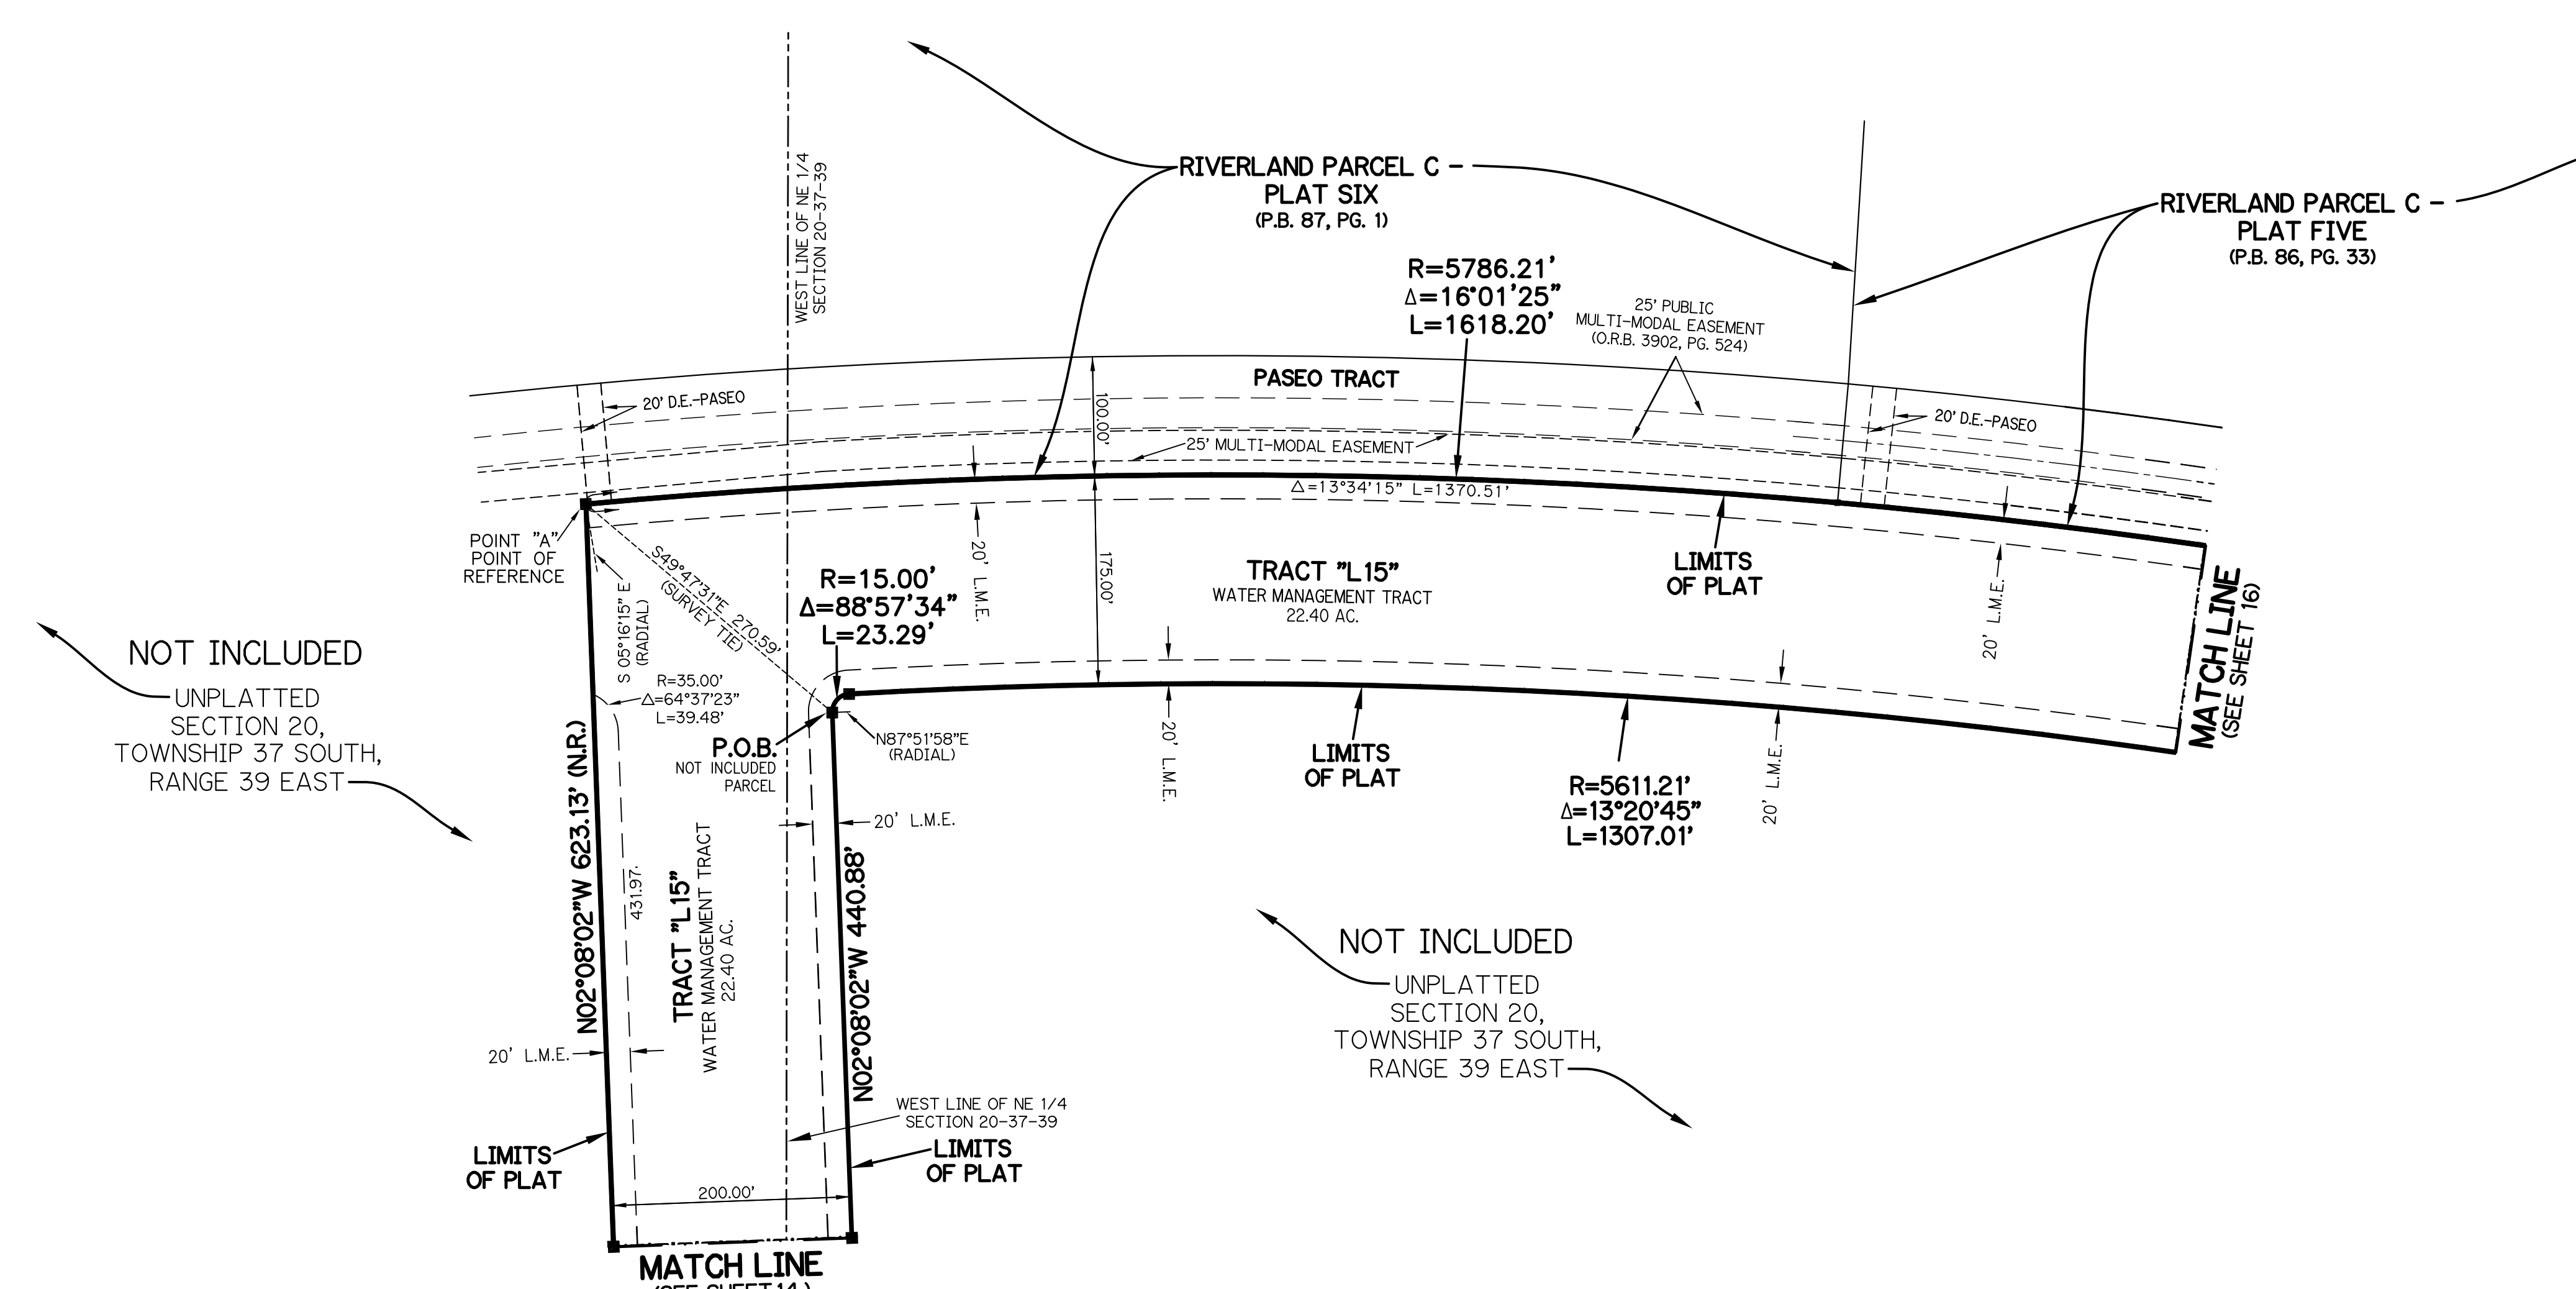 WEST LINE OF NE 1/4
SECTION 20-37-39
RIVERLAND PARCEL C -
PLAT SIX
(P.B. 87, PG. 1)
RIVERLAND PARCEL C -
PLAT FIVE
(P.B. 86, PG. 33)
R=5786.21'
Δ=16°01'25"
L=1618.20'
25' PUBLIC
MULTI-MODAL EASEMENT
(O.R.B. 3902, PG. 524)
PASEO TRACT
20' D.E.-PASEO
100.00'
25' MULTI-MODAL EASEMENT
20' D.E.-PASEO
Δ=13°34'15" L=1370.51'
POINT "A"
POINT OF
REFERENCE
S49°47'31"E 270.59'
(SURVEY TIE)
S 05°16'15" E
(RADIAL)
R=15.00'
Δ=88°57'34"
L=23.29'
20' L.M.E.
175.00'
TRACT "L15"
WATER MANAGEMENT TRACT
22.40 AC.
LIMITS
OF PLAT
20' L.M.E.
MATCH LINE
(SEE SHEET 16)
NOT INCLUDED
UNPLATTED
SECTION 20,
TOWNSHIP 37 SOUTH,
RANGE 39 EAST
R=35.00'
Δ=64°37'23"
L=39.48'
P.O.B.
NOT INCLUDED
PARCEL
N87°51'58"E
(RADIAL)
20' L.M.E.
LIMITS
OF PLAT
R=5611.21'
Δ=13°20'45"
L=1307.01'
20' L.M.E.
20' L.M.E.
N02°08'02"W 623.13' (N.R.)
431.97.
TRACT "L15"
WATER MANAGEMENT TRACT
22.40 AC.
N02°08'02"W 440.88'
NOT INCLUDED
UNPLATTED
SECTION 20,
TOWNSHIP 37 SOUTH,
RANGE 39 EAST
20' L.M.E.
WEST LINE OF NE 1/4
SECTION 20-37-39
LIMITS
OF PLAT
LIMITS
OF PLAT
200.00'
MATCH LINE
(SEE SHEET 14)